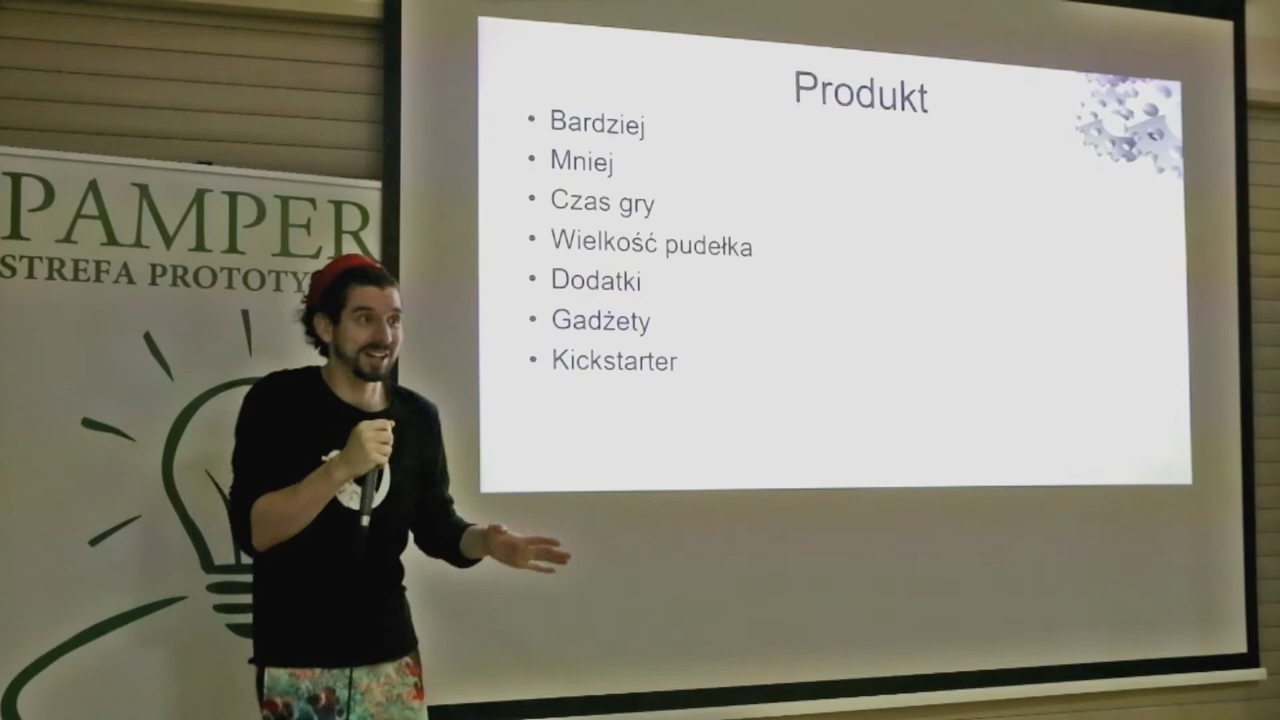 PAMPER
STREFA PROTOTY
Produkt
• Bardziej
• Mniej
• Czas gry
• Wielkość pudełka
• Dodatki
• Gadżety
• Kickstarter